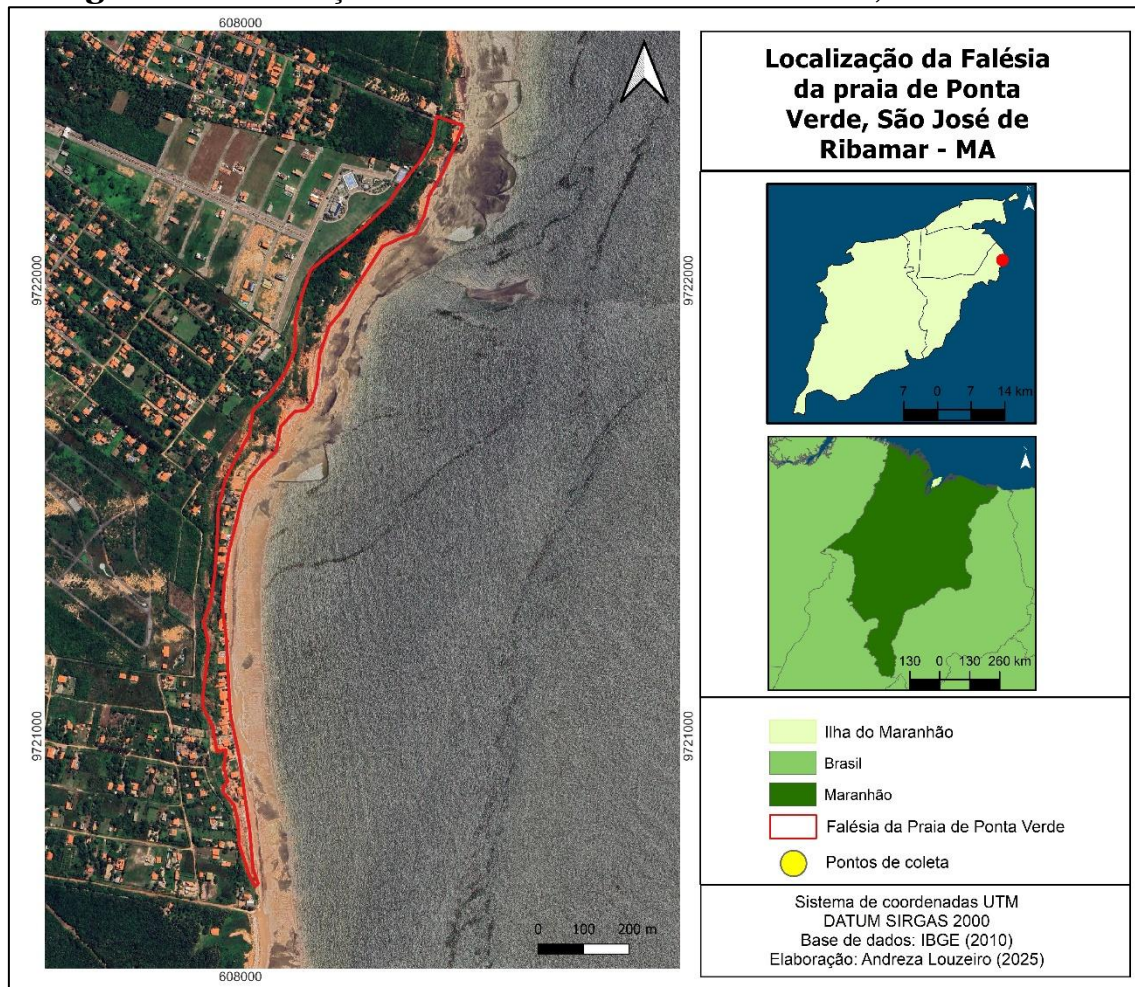 608000
9722000
9722000
9721000
9721000
0 100 200 m
608000
Localização da Falésia
da praia de Ponta
Verde, São José de
Ribamar - MA
7 0 7 14 km
130 0 130 260 km
Ilha do Maranhão
Brasil
Maranhão
Falésia da Praia de Ponta Verde
Pontos de coleta
Sistema de coordenadas UTM
DATUM SIRGAS 2000
Base de dados: IBGE (2010)
Elaboração: Andreza Louzeiro (2025)